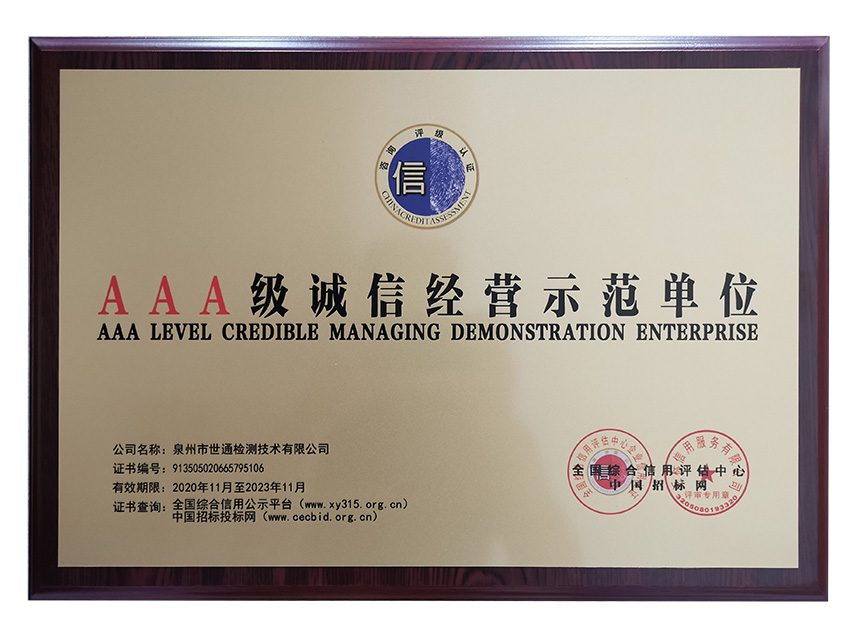 咨询 评级 认证
信
CHINACREDITASSESSMENT
AAA级诚信经营示范单位
AAA LEVEL CREDIBLE MANAGING DEMONSTRATION ENTERPRISE
公司名称：泉州市世通检测技术有限公司
证书编号：913505020665795106
有效期限：2020年11月至2023年11月
证书查询：全国综合信用公示平台（www.xy315.org.cn）
中国招标投标网（www.cecbid.org.cn）
全国综合信用评估中心
中国招标网
信
评审专用章
3205080193320